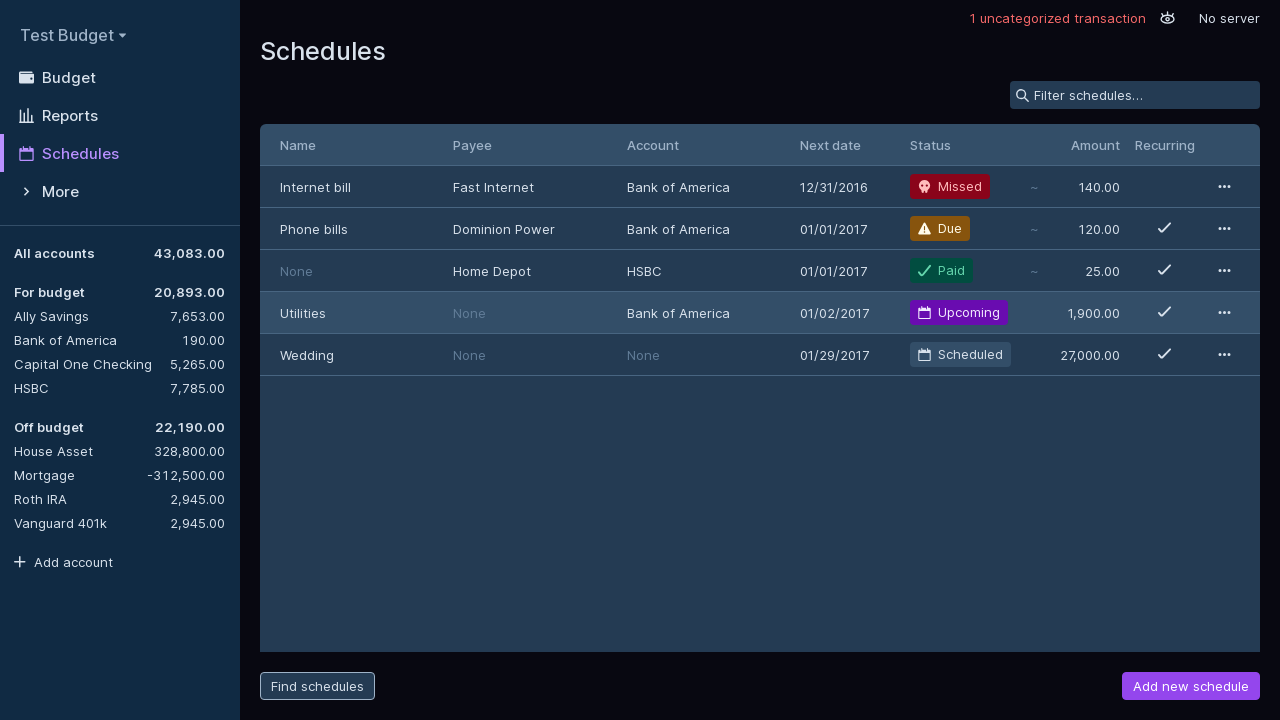 Test Budget
Budget
Reports
Schedules
More
All accounts 43,083.00
For budget 20,893.00
Ally Savings 7,653.00
Bank of America 190.00
Capital One Checking 5,265.00
HSBC 7,785.00
Off budget 22,190.00
House Asset 328,800.00
Mortgage -312,500.00
Roth IRA 2,945.00
Vanguard 401k 2,945.00
Add account
1 uncategorized transaction No server
Schedules
Filter schedules...
Name Payee Account Next date Status Amount Recurring
Internet bill Fast Internet Bank of America 12/31/2016 Missed ~ 140.00
Phone bills Dominion Power Bank of America 01/01/2017 Due ~ 120.00
None Home Depot HSBC 01/01/2017 Paid ~ 25.00
Utilities None Bank of America 01/02/2017 Upcoming 1,900.00
Wedding None None 01/29/2017 Scheduled 27,000.00
Find schedules Add new schedule